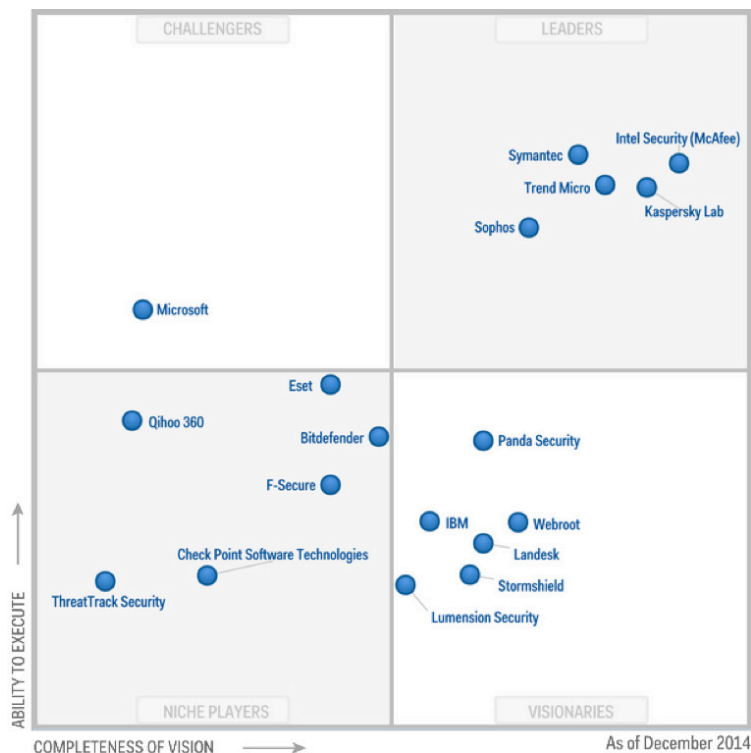 CHALLENGERS
LEADERS
Intel Security (McAfee)
Symantec
Trend Micro
Kaspersky Lab
Sophos
Microsoft
Eset
Qihoo 360
Bitdefender
Panda Security
F-Secure
IBM
Webroot
Landesk
Check Point Software Technologies
Stormshield
ThreatTrack Security
Lumension Security
ABILITY TO EXECUTE
NICHE PLAYERS
VISIONARIES
COMPLETENESS OF VISION
As of December 2014